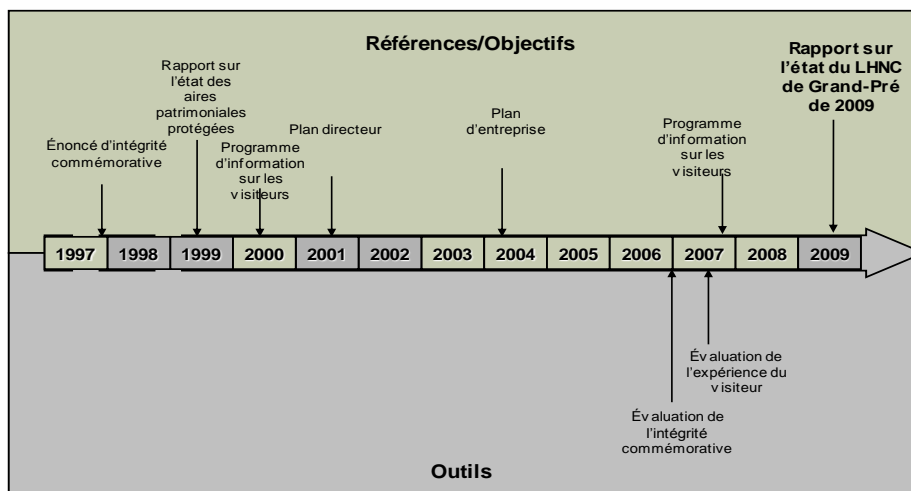 Références/Objectifs
Rapport sur
l'état du LHNC
de Grand-Pré
de 2009
Rapport sur
l'état des
aires
patrimoniales
protégées
Énoncé d'intégrité
commémorative
Programme
d'information
sur les
visiteurs
Plan directeur
Plan
d'entreprise
Programme
d'information
sur les
visiteurs
1997 1998 1999 2000 2001 2002 2003 2004 2005 2006 2007 2008 2009
Évaluation de
l'expérience du
visiteur
Évaluation de
l'intégrité
commémorative
Outils